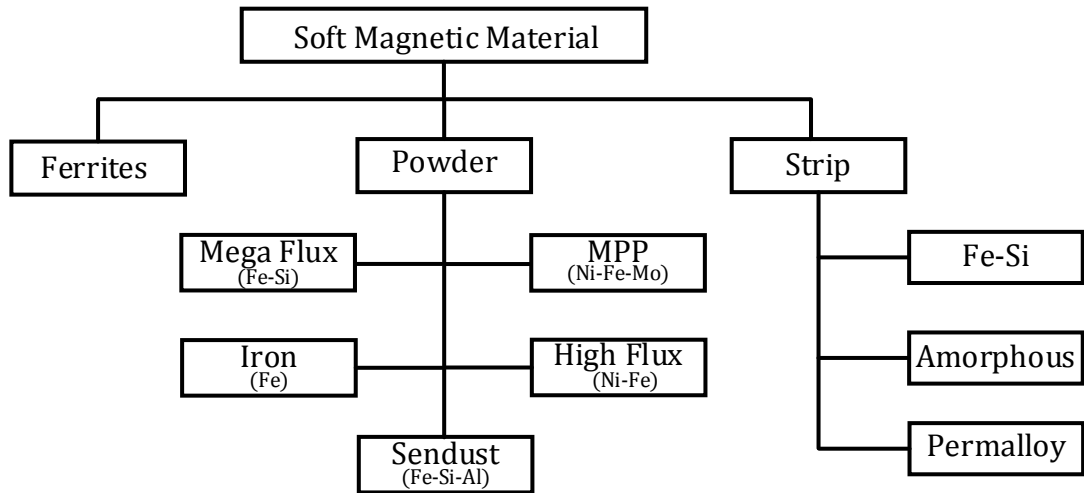 Soft Magnetic Material
Ferrites
Powder
Strip
Mega Flux
(Fe-Si)
MPP
(Ni-Fe-Mo)
Fe-Si
Iron
(Fe)
High Flux
(Ni-Fe)
Amorphous
Sendust
(Fe-Si-Al)
Permalloy